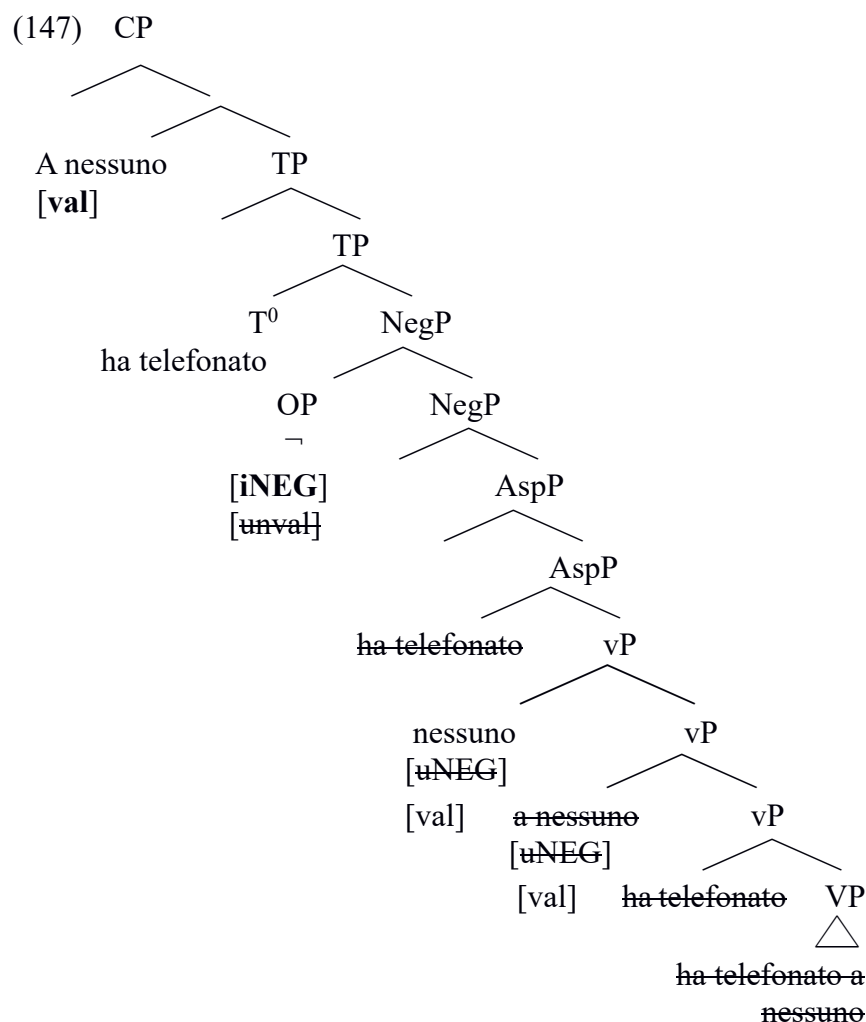 (147) CP
A nessuno TP
[val]
TP
T⁰ NegP
ha telefonato
OP NegP
¬
[iNEG] AspP
[unval]
AspP
ha telefonato vP
nessuno vP
[uNEG]
[val] a nessuno vP
[uNEG]
[val] ha telefonato VP
ha telefonato a
nessuno